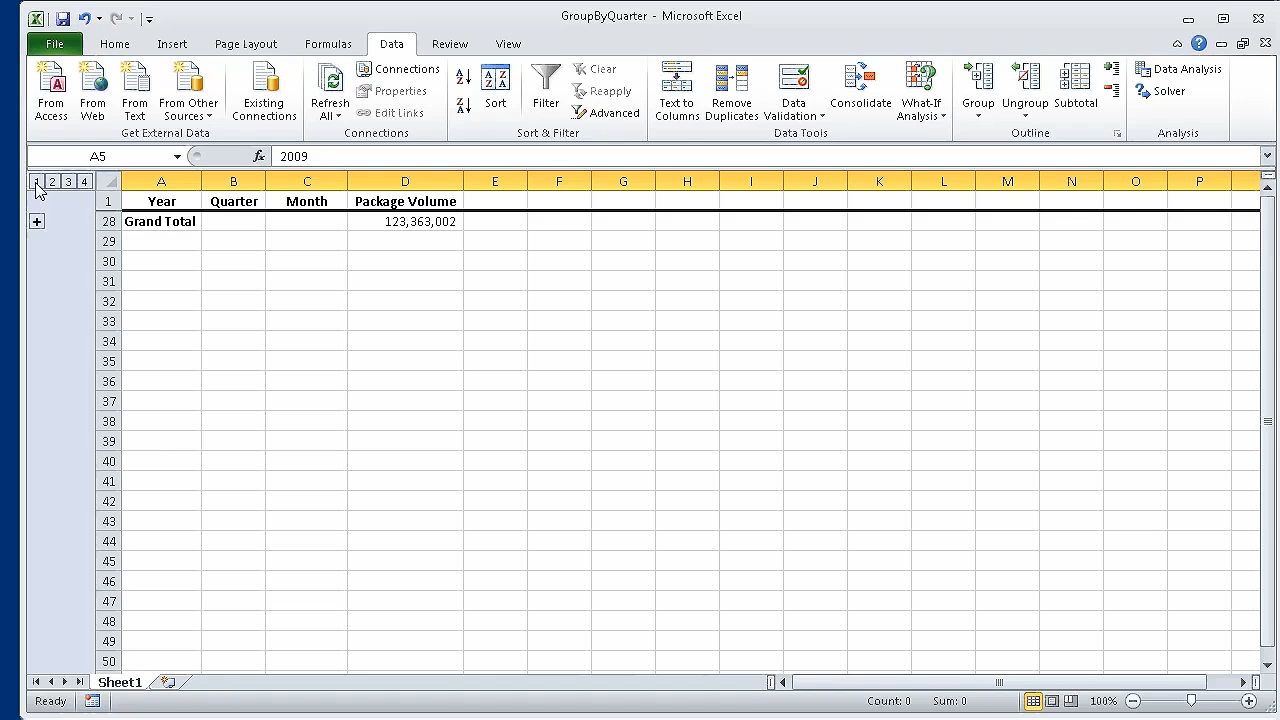 GroupByQuarter - Microsoft Excel
File Home Insert Page Layout Formulas Data Review View
From Access
From Web
From Text
From Other Sources
Existing Connections
Get External Data
Refresh All
Connections
Properties
Edit Links
Connections
Sort
Filter
Clear
Reapply
Advanced
Sort & Filter
Text to Columns
Remove Duplicates
Data Validation
Consolidate
What-If Analysis
Data Tools
Group
Ungroup
Subtotal
Outline
Data Analysis
Solver
Analysis
A5 fx 2009
1 2 3 4 A B C D E F G H I J K L M N O P
1 Year Quarter Month Package Volume
28 Grand Total 123,363,002
29
30
31
32
33
34
35
36
37
38
39
40
41
42
43
44
45
46
47
48
49
50
Sheet1
Ready Count: 0 Sum: 0 100%